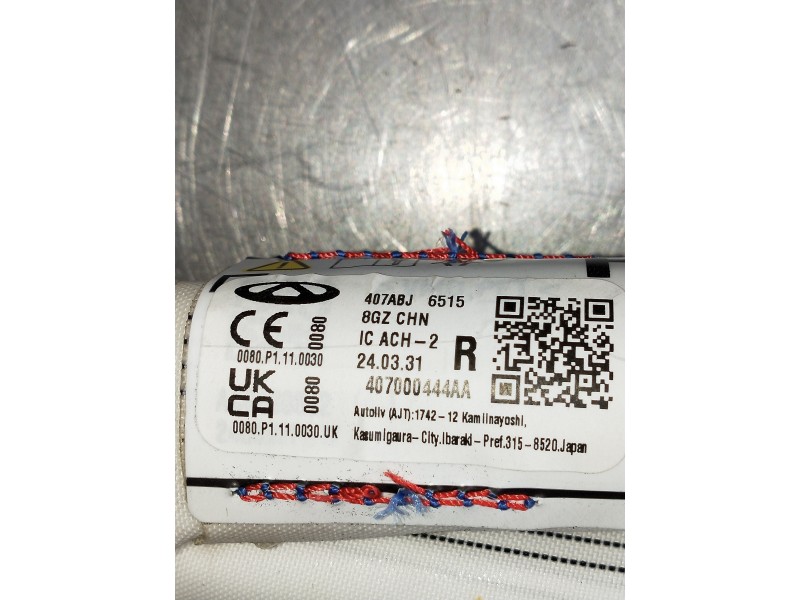 407ABJ 6515
8GZ CHN
IC ACH-2
24.03.31 R
407000444AA
CE 0080
0080.P1.11.0030
UK
CA 0080
0080.P1.11.0030.UK
Autoliv (AJT):1742-12 Kamiinayoshi,
Kasumigaura-City.Ibaraki-Pref.315-8520.Japan